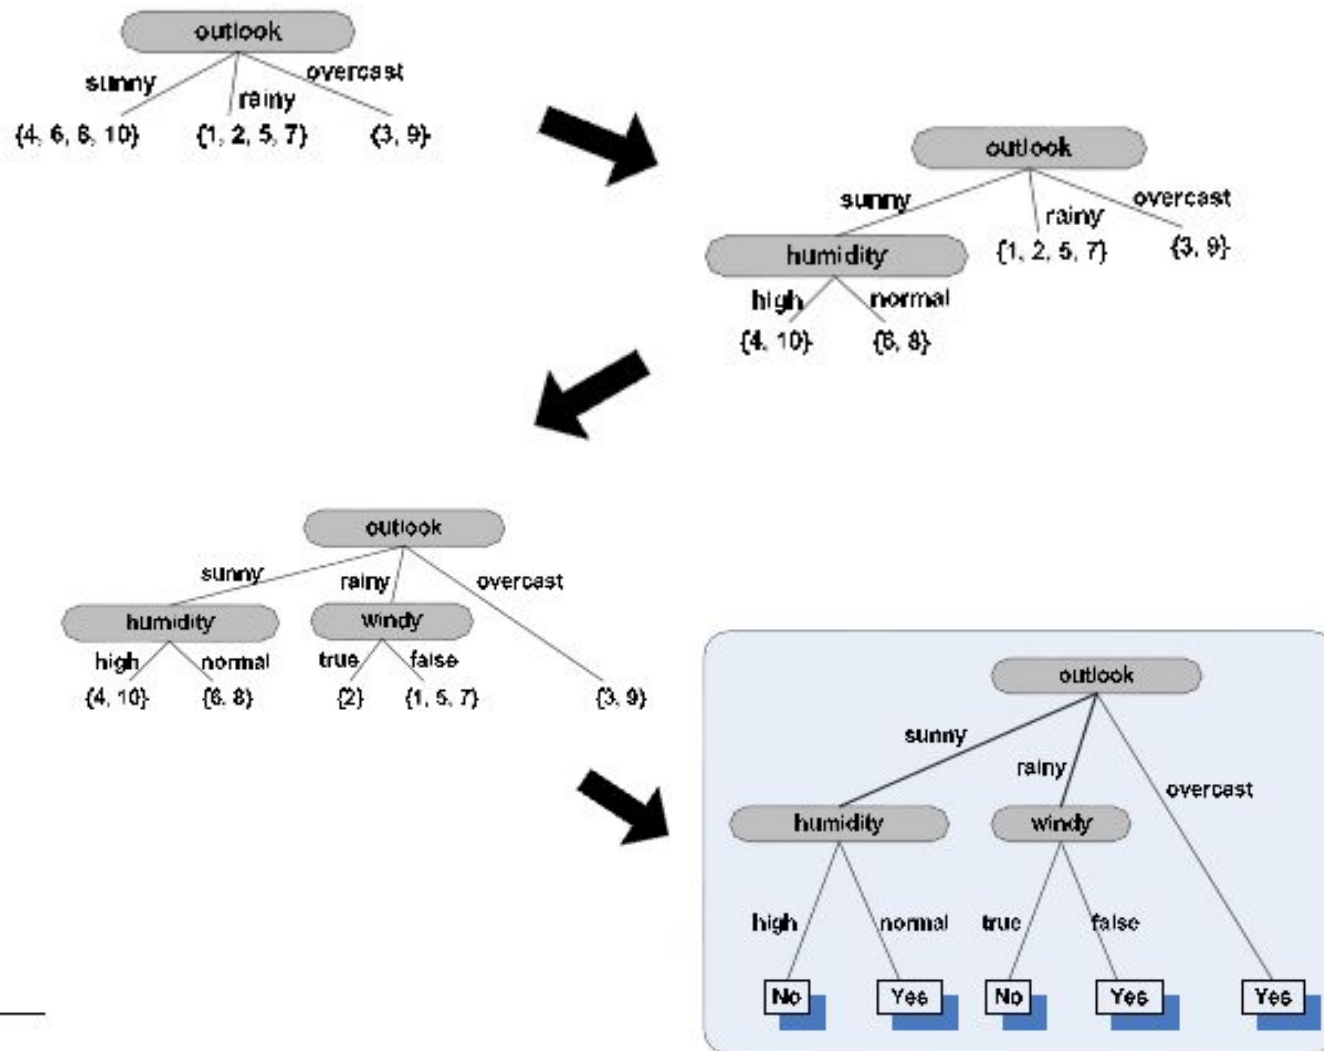 outlook
sunny
rainy
overcast
{4, 6, 8, 10}
{1, 2, 5, 7}
{3, 9}
outlook
sunny
rainy
overcast
humidity
{1, 2, 5, 7}
{3, 9}
high
normal
{4, 10}
{6, 8}
outlook
sunny
rainy
overcast
humidity
windy
high
normal
true
false
{4, 10}
{6, 8}
{2}
{1, 5, 7}
{3, 9}
outlook
sunny
rainy
overcast
humidity
windy
high
normal
true
false
No
Yes
No
Yes
Yes